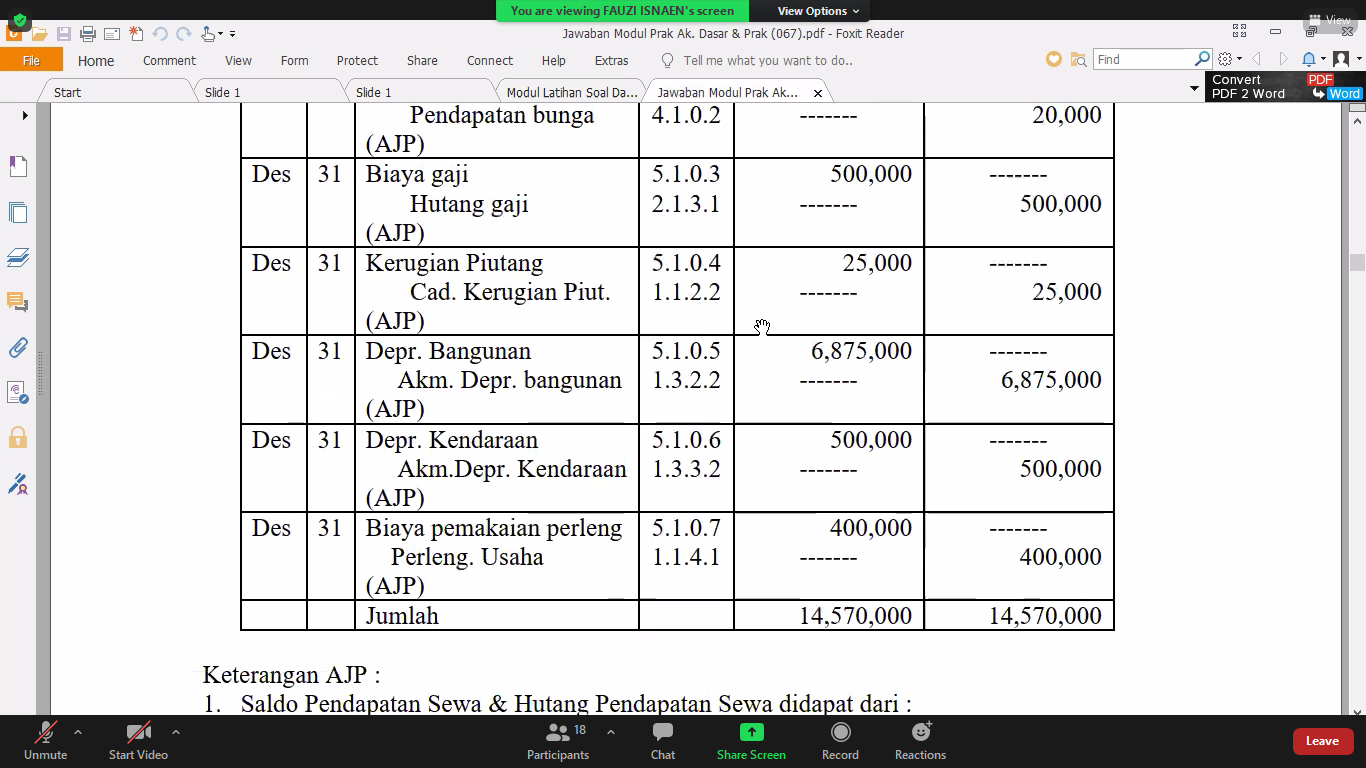 You are viewing FAUZI ISNAEN's screen
View Options
View
Jawaban Modul Prak Ak. Dasar & Prak (067).pdf - Foxit Reader
File Home Comment View Form Protect Share Connect Help Extras Tell me what you want to do.. Find
Start Slide 1 Slide 1 Modul Latihan Soal Da... Jawaban Modul Prak Ak...
Convert PDF
PDF 2 Word Word
Pendapatan bunga 4.1.0.2 ------- 20,000
(AJP)
Des 31 Biaya gaji 5.1.0.3 500,000 -------
Hutang gaji 2.1.3.1 ------- 500,000
(AJP)
Des 31 Kerugian Piutang 5.1.0.4 25,000 -------
Cad. Kerugian Piut. 1.1.2.2 ------- 25,000
(AJP)
Des 31 Depr. Bangunan 5.1.0.5 6,875,000 -------
Akm. Depr. bangunan 1.3.2.2 ------- 6,875,000
(AJP)
Des 31 Depr. Kendaraan 5.1.0.6 500,000 -------
Akm.Depr. Kendaraan 1.3.3.2 ------- 500,000
(AJP)
Des 31 Biaya pemakaian perleng 5.1.0.7 400,000 -------
Perleng. Usaha 1.1.4.1 ------- 400,000
(AJP)
Jumlah 14,570,000 14,570,000
Keterangan AJP :
1. Saldo Pendapatan Sewa & Hutang Pendapatan Sewa didapat dari :
18
Unmute Start Video Participants Chat Share Screen Record Reactions Leave